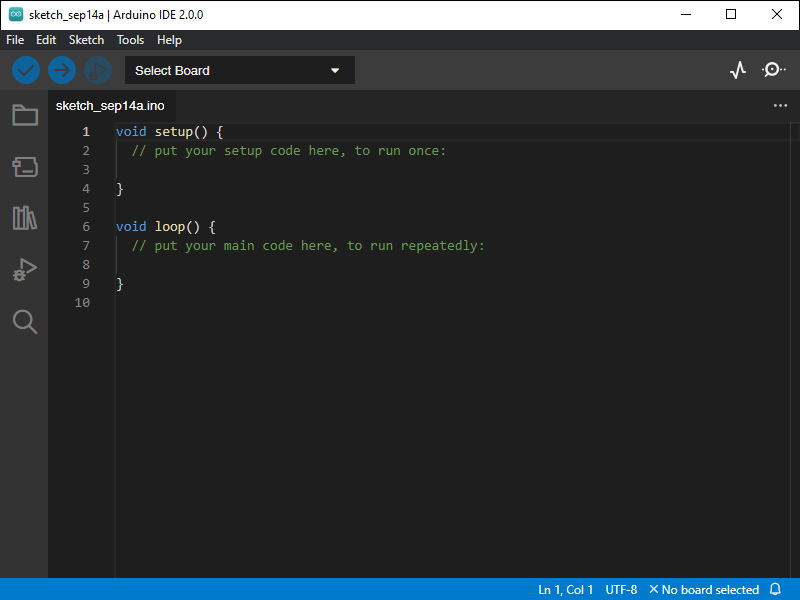 sketch_sep14a | Arduino IDE 2.0.0
File Edit Sketch Tools Help
Select Board
sketch_sep14a.ino
1 void setup() {
2 // put your setup code here, to run once:
3
4 }
5
6 void loop() {
7 // put your main code here, to run repeatedly:
8
9 }
10
Ln 1, Col 1 UTF-8 No board selected